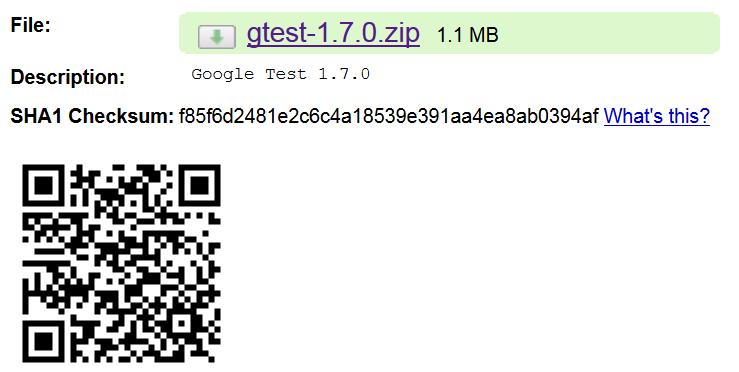 File: gtest-1.7.0.zip 1.1 MB
Description: Google Test 1.7.0
SHA1 Checksum: f85f6d2481e2c6c4a18539e391aa4ea8ab0394af What's this?